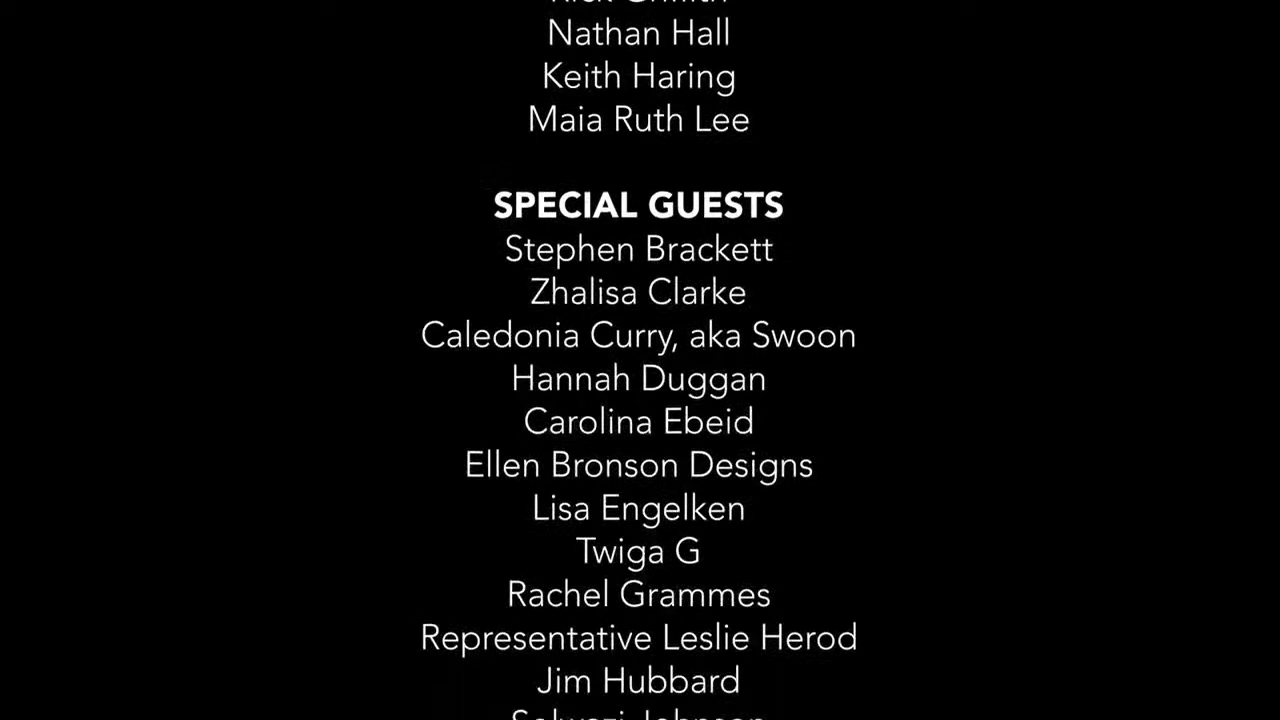 Nathan Hall
Keith Haring
Maia Ruth Lee
SPECIAL GUESTS
Stephen Brackett
Zhalisa Clarke
Caledonia Curry, aka Swoon
Hannah Duggan
Carolina Ebeid
Ellen Bronson Designs
Lisa Engelken
Twiga G
Rachel Grammes
Representative Leslie Herod
Jim Hubbard